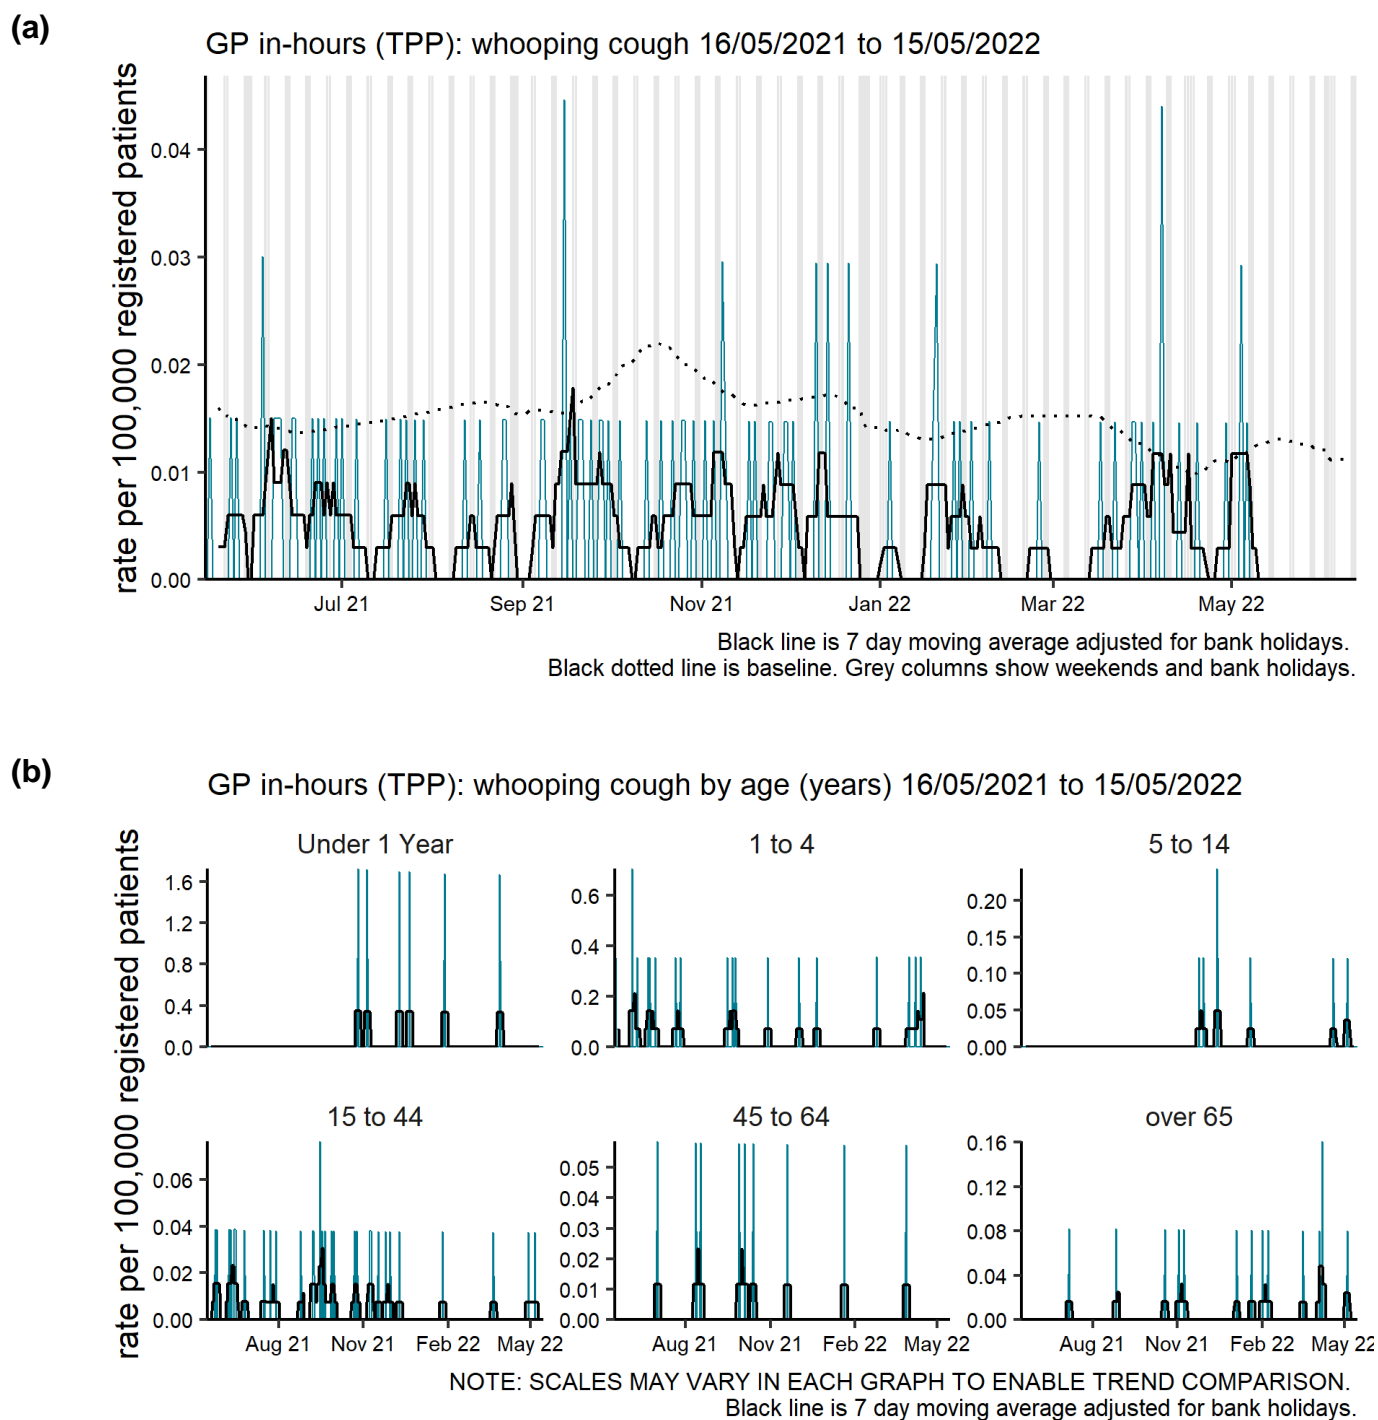 (a)
GP in-hours (TPP): whooping cough 16/05/2021 to 15/05/2022
rate per 100,000 registered patients
0.04
0.03
0.02
0.01
0.00
Jul 21 Sep 21 Nov 21 Jan 22 Mar 22 May 22
Black line is 7 day moving average adjusted for bank holidays.
Black dotted line is baseline. Grey columns show weekends and bank holidays.
(b)
GP in-hours (TPP): whooping cough by age (years) 16/05/2021 to 15/05/2022
rate per 100,000 registered patients
Under 1 Year
1.6
1.2
0.8
0.4
0.0
1 to 4
0.6
0.4
0.2
0.0
5 to 14
0.20
0.15
0.10
0.05
0.00
15 to 44
0.06
0.04
0.02
0.00
Aug 21 Nov 21 Feb 22 May 22
45 to 64
0.05
0.04
0.03
0.02
0.01
0.00
Aug 21 Nov 21 Feb 22 May 22
over 65
0.16
0.12
0.08
0.04
0.00
Aug 21 Nov 21 Feb 22 May 22
NOTE: SCALES MAY VARY IN EACH GRAPH TO ENABLE TREND COMPARISON.
Black line is 7 day moving average adjusted for bank holidays.